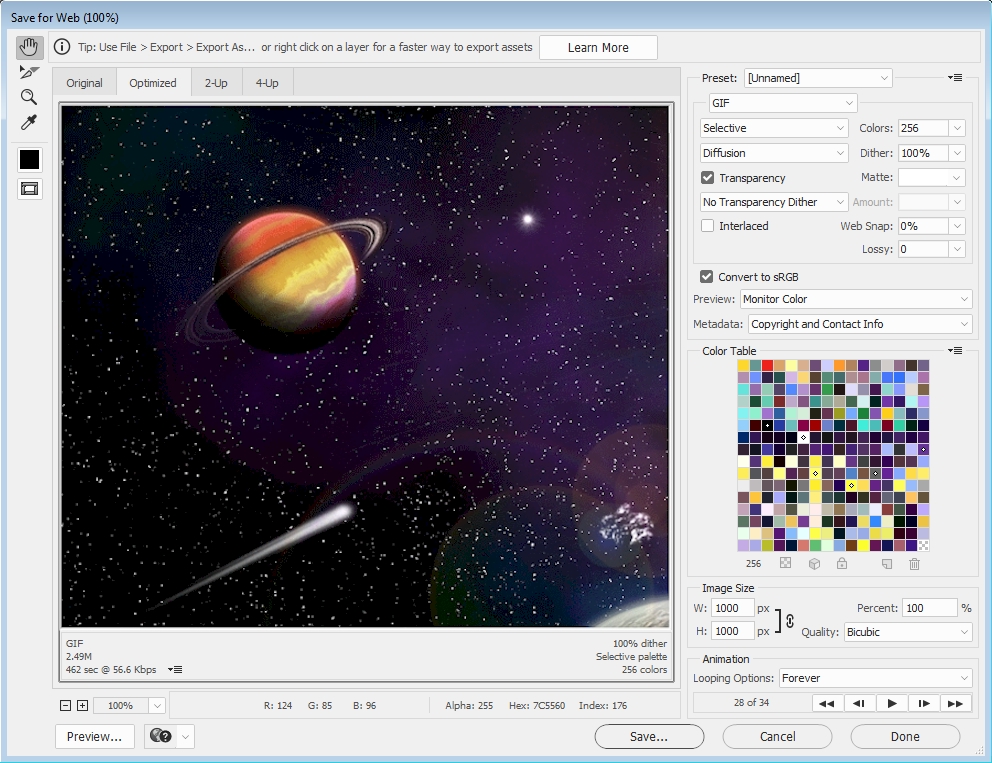 Save for Web (100%)
Tip: Use File > Export > Export As... or right click on a layer for a faster way to export assets
Learn More
Original
Optimized
2-Up
4-Up
Preset: [Unnamed]
GIF
Selective
Colors: 256
Diffusion
Dither: 100%
Transparency
Matte:
No Transparency Dither
Amount:
Interlaced
Web Snap: 0%
Lossy: 0
Convert to sRGB
Preview: Monitor Color
Metadata: Copyright and Contact Info
Color Table
256
Image Size
W: 1000 px
Percent: 100 %
H: 1000 px
Quality: Bicubic
Animation
Looping Options: Forever
28 of 34
GIF
2.49M
462 sec @ 56.6 Kbps
100% dither
Selective palette
256 colors
100%
R: 124 G: 85 B: 96 Alpha: 255 Hex: 7C5560 Index: 176
Preview...
Save...
Cancel
Done